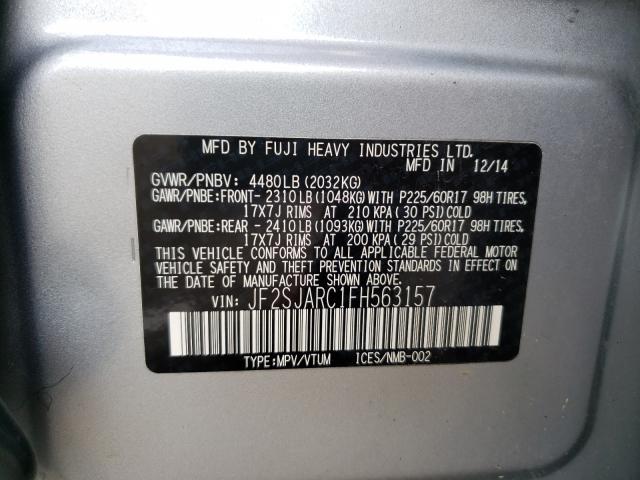 MFD BY FUJI HEAVY INDUSTRIES LTD.
MFD IN 12/14
GVWR/PNBV: 4480LB (2032KG)
GAWR/PNBE:FRONT- 2310LB (1048KG) WITH P225/60R17 98H TIRES,
17X7J RIMS AT 210 KPA (30 PSI) COLD
GAWR/PNBE:REAR - 2410LB (1093KG) WITH P225/60R17 98H TIRES,
17X7J RIMS AT 200 KPA (29 PSI) COLD
THIS VEHICLE CONFORMS TO ALL APPLICABLE FEDERAL MOTOR
VEHICLE SAFETY AND THEFT PREVENTION STANDARDS IN EFFECT ON
THE DATE OF MANUFACTURE SHOWN ABOVE.
VIN: JF2SJARC1FH563157
TYPE:MPV/VTUM ICES/NMB-002